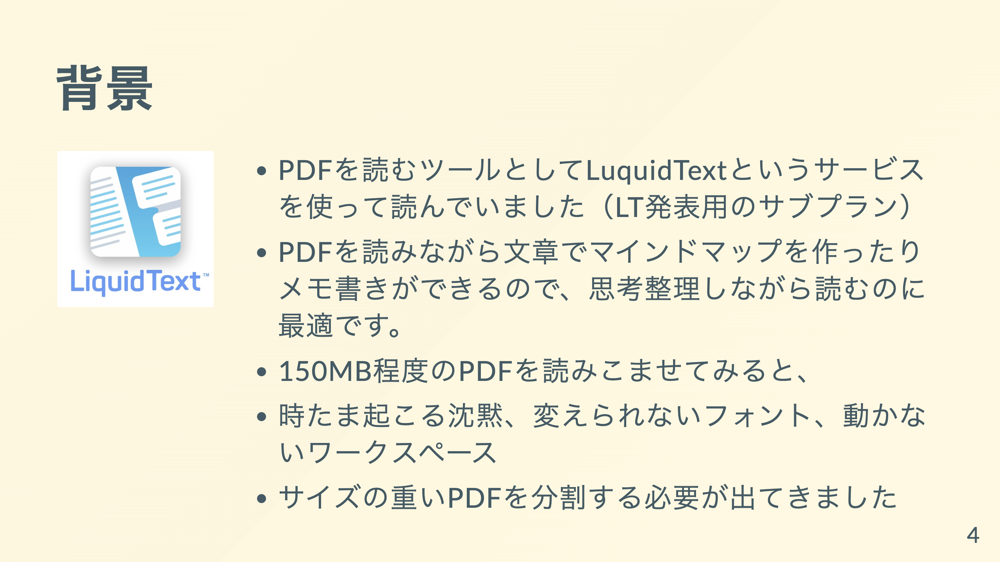 背景
LiquidText™
• PDFを読むツールとしてLuquidTextというサービス
を使って読んでいました（LT発表用のサブプラン）
• PDFを読みながら文章でマインドマップを作ったり
メモ書きができるので、思考整理しながら読むのに
最適です。
• 150MB程度のPDFを読みこませてみると、
• 時たま起こる沈黙、変えられないフォント、動かな
いワークスペース
• サイズの重いPDFを分割する必要が出てきました
4